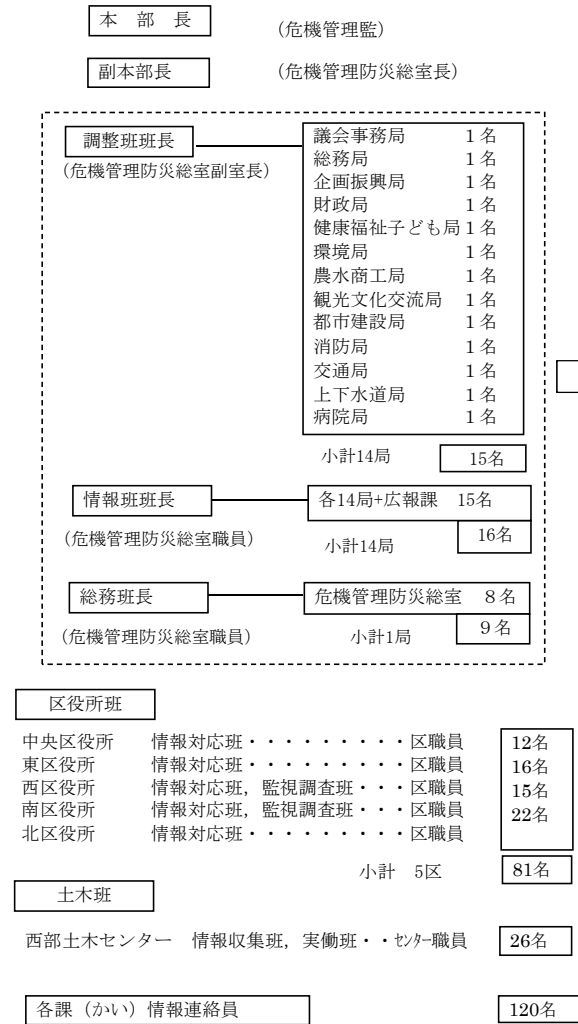 本 部 長
（危機管理監）
副本部長
（危機管理防災総室長）
調整班班長
（危機管理防災総室副室長）
議会事務局 1名
総務局 1名
企画振興局 1名
財政局 1名
健康福祉子ども局1名
環境局 1名
農水商工局 1名
観光文化交流局 1名
都市建設局 1名
消防局 1名
交通局 1名
上下水道局 1名
病院局 1名
小計14局 15名
情報班班長
（危機管理防災総室職員）
各14局+広報課 15名
小計14局 16名
総務班長
（危機管理防災総室職員）
危機管理防災総室 8名
小計1局 9名
区役所班
中央区役所 情報対応班・・・・・・・・・区職員 12名
東区役所 情報対応班・・・・・・・・・区職員 16名
西区役所 情報対応班，監視調査班・・・区職員 15名
南区役所 情報対応班，監視調査班・・・区職員 22名
北区役所 情報対応班・・・・・・・・・区職員
小計 5区 81名
土木班
西部土木センター 情報収集班，実働班・・センター職員 26名
各課（かい）情報連絡員 120名